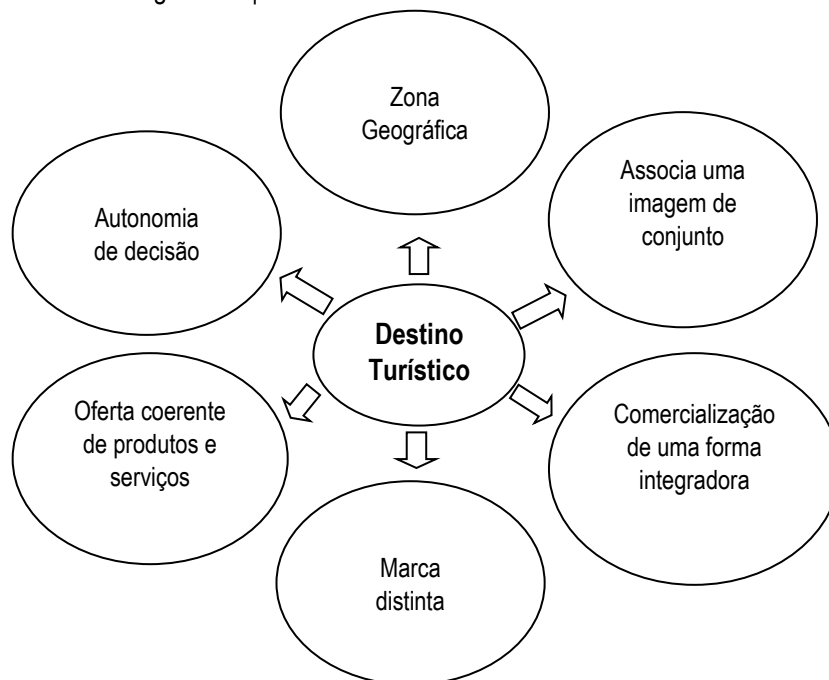 Zona
Geográfica
Associa uma
imagem de
conjunto
Autonomia
de decisão
Destino
Turístico
Oferta coerente
de produtos e
serviços
Comercialização
de uma forma
integradora
Marca
distinta